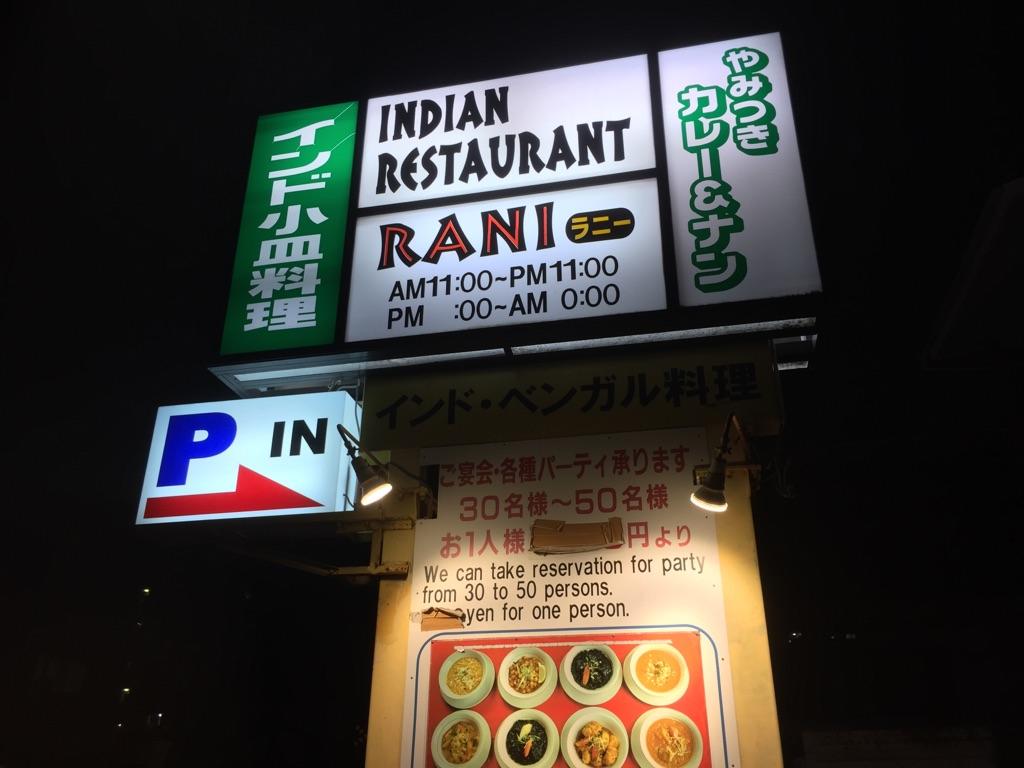 インド小皿料理
INDIAN
RESTAURANT
RANI ラニー
AM11:00~PM11:00
PM :00~AM 0:00
やみつき
カレー&ナン
P IN
インド・ベンガル料理
ご宴会・各種パーティ承ります
30名様～50名様
お1人様 円より
We can take reservation for party
from 30 to 50 persons.
yen for one person.